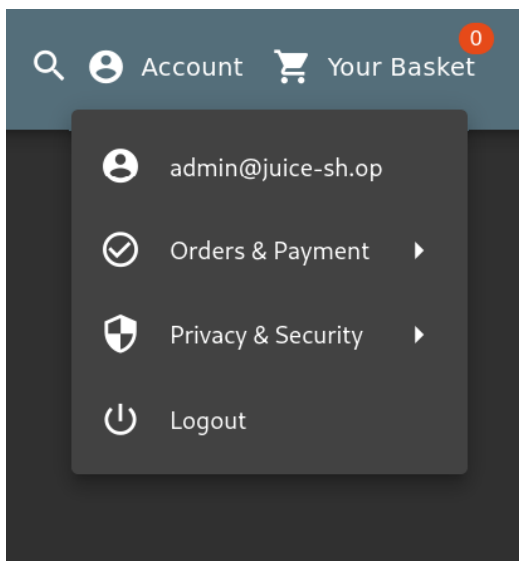 0
Account Your Basket
admin@juice-sh.op
Orders & Payment
Privacy & Security
Logout